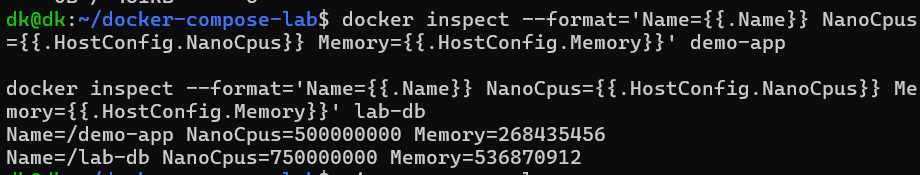 dk@dk:~/docker-compose-lab$ docker inspect --format='Name={{.Name}} NanoCpus
={{.HostConfig.NanoCpus}} Memory={{.HostConfig.Memory}}' demo-app
docker inspect --format='Name={{.Name}} NanoCpus={{.HostConfig.NanoCpus}} Me
mory={{.HostConfig.Memory}}' lab-db
Name=/demo-app NanoCpus=500000000 Memory=268435456
Name=/lab-db NanoCpus=750000000 Memory=536870912